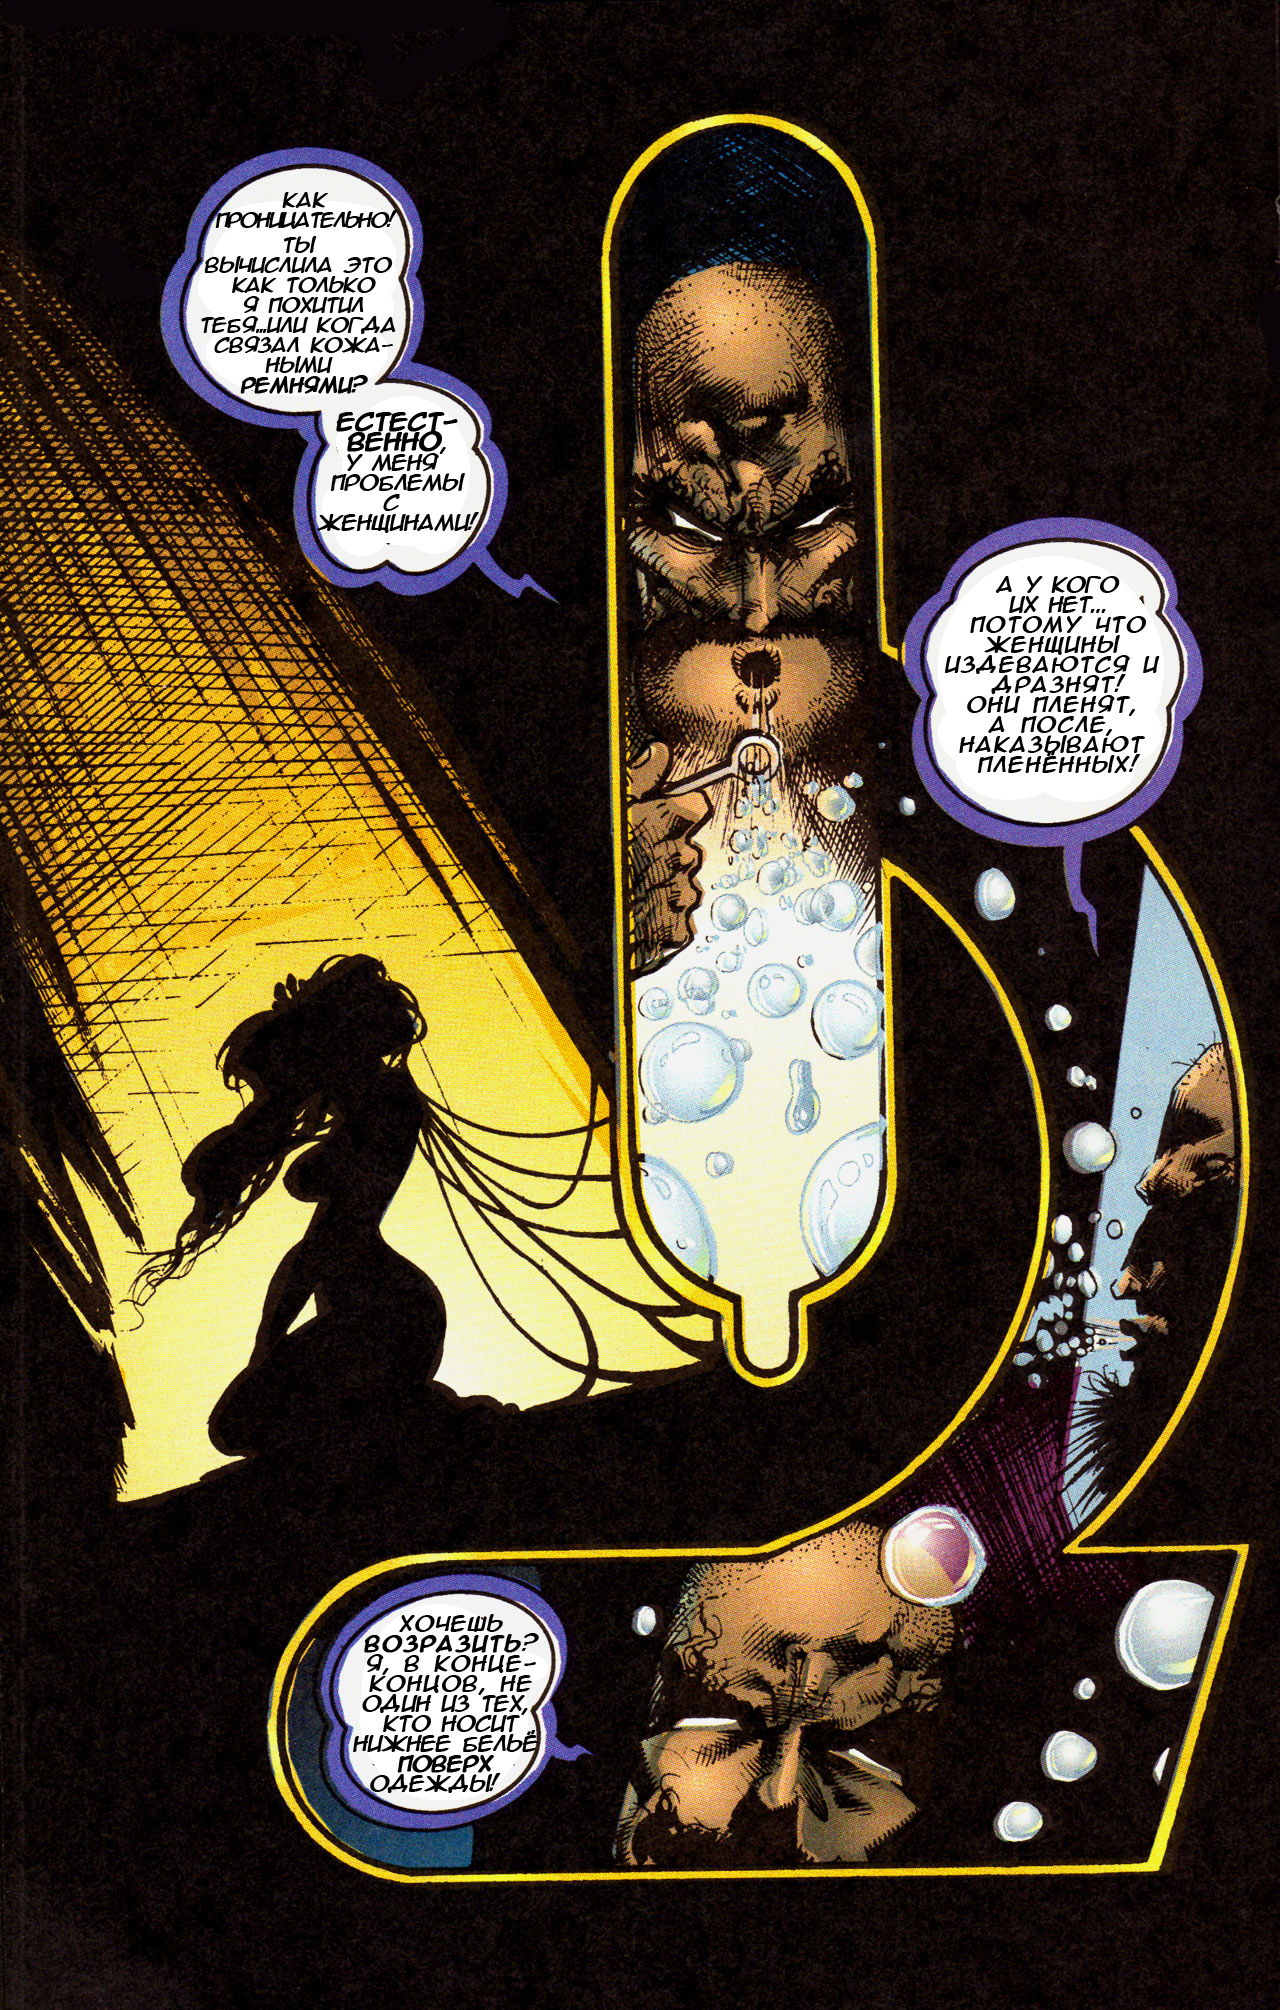 КАК
ПРОНИЦАТЕЛЬНО!
ТЫ
ВЫЧИСЛИЛА ЭТО
КАК ТОЛЬКО
Я ПОХИТИЛ
ТЕБЯ...ИЛИ КОГДА
СВЯЗАЛ КОЖА-
НЫМИ
РЕМНЯМИ?
ЕСТЕСТ-
ВЕННО,
У МЕНЯ
ПРОБЛЕМЫ
С
ЖЕНЩИНАМИ!
А У КОГО
ИХ НЕТ...
ПОТОМУ ЧТО
ЖЕНЩИНЫ
ИЗДЕВАЮТСЯ И
ДРАЗНЯТ!
ОНИ ПЛЕНЯТ,
А ПОСЛЕ,
НАКАЗЫВАЮТ
ПЛЕНЁННЫХ!
ХОЧЕШЬ
ВОЗРАЗИТЬ?
Я, В КОНЦЕ-
КОНЦОВ, НЕ
ОДИН ИЗ ТЕХ,
КТО НОСИТ
НИЖНЕЕ БЕЛЬЁ
ПОВЕРХ
ОДЕЖДЫ!